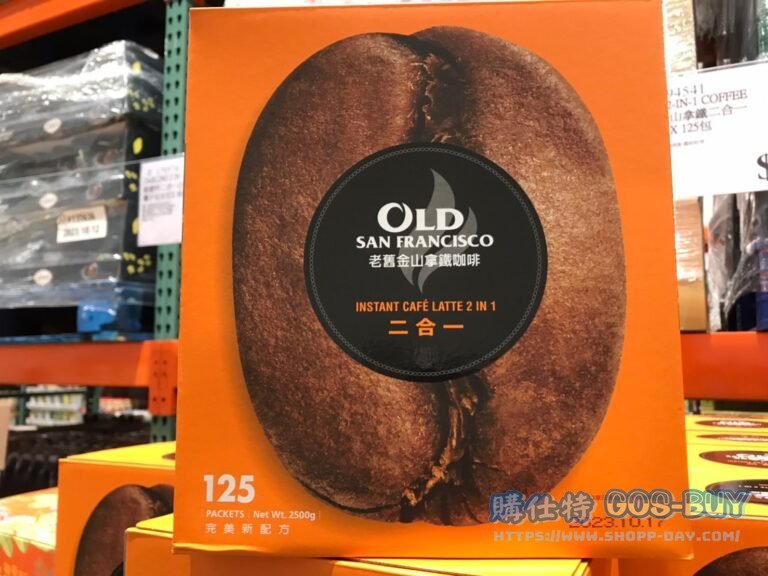 OLD
SAN FRANCISCO
老舊金山拿鐵咖啡
INSTANT CAFÉ LATTE 2 IN 1
二合一
125
PACKETS | Net Wt. 2500g
完美新配方
2023.10.17
購仕特 GOS-BUY
HTTPS://WWW.SHOPP-DAY.COM/
94541
2-IN-1 COFFEE
山拿鐵二合一
X 125包
$
2023 10 12